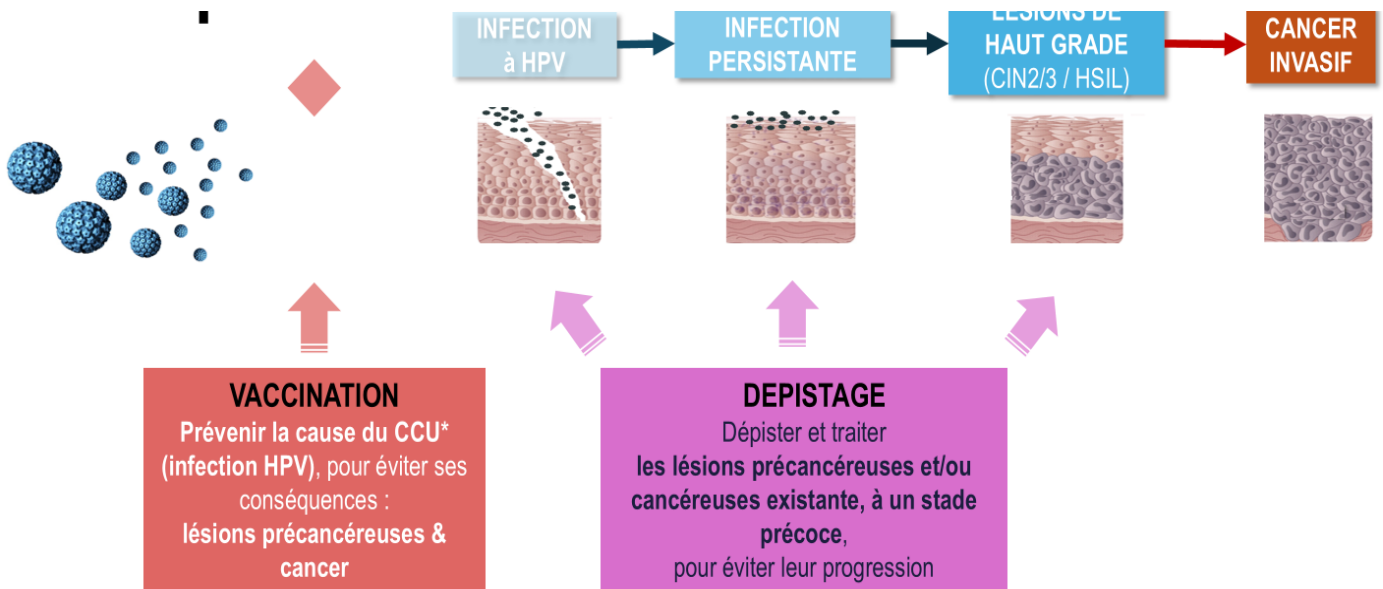 INFECTION
à HPV
INFECTION
PERSISTANTE
LESIONS DE
HAUT GRADE
(CIN2/3 / HSIL)
CANCER
INVASIF
VACCINATION
Prévenir la cause du CCU*
(infection HPV), pour éviter ses
conséquences :
lésions précancéreuses &
cancer
DEPISTAGE
Dépister et traiter
les lésions précancéreuses et/ou
cancéreuses existante, à un stade
précoce,
pour éviter leur progression